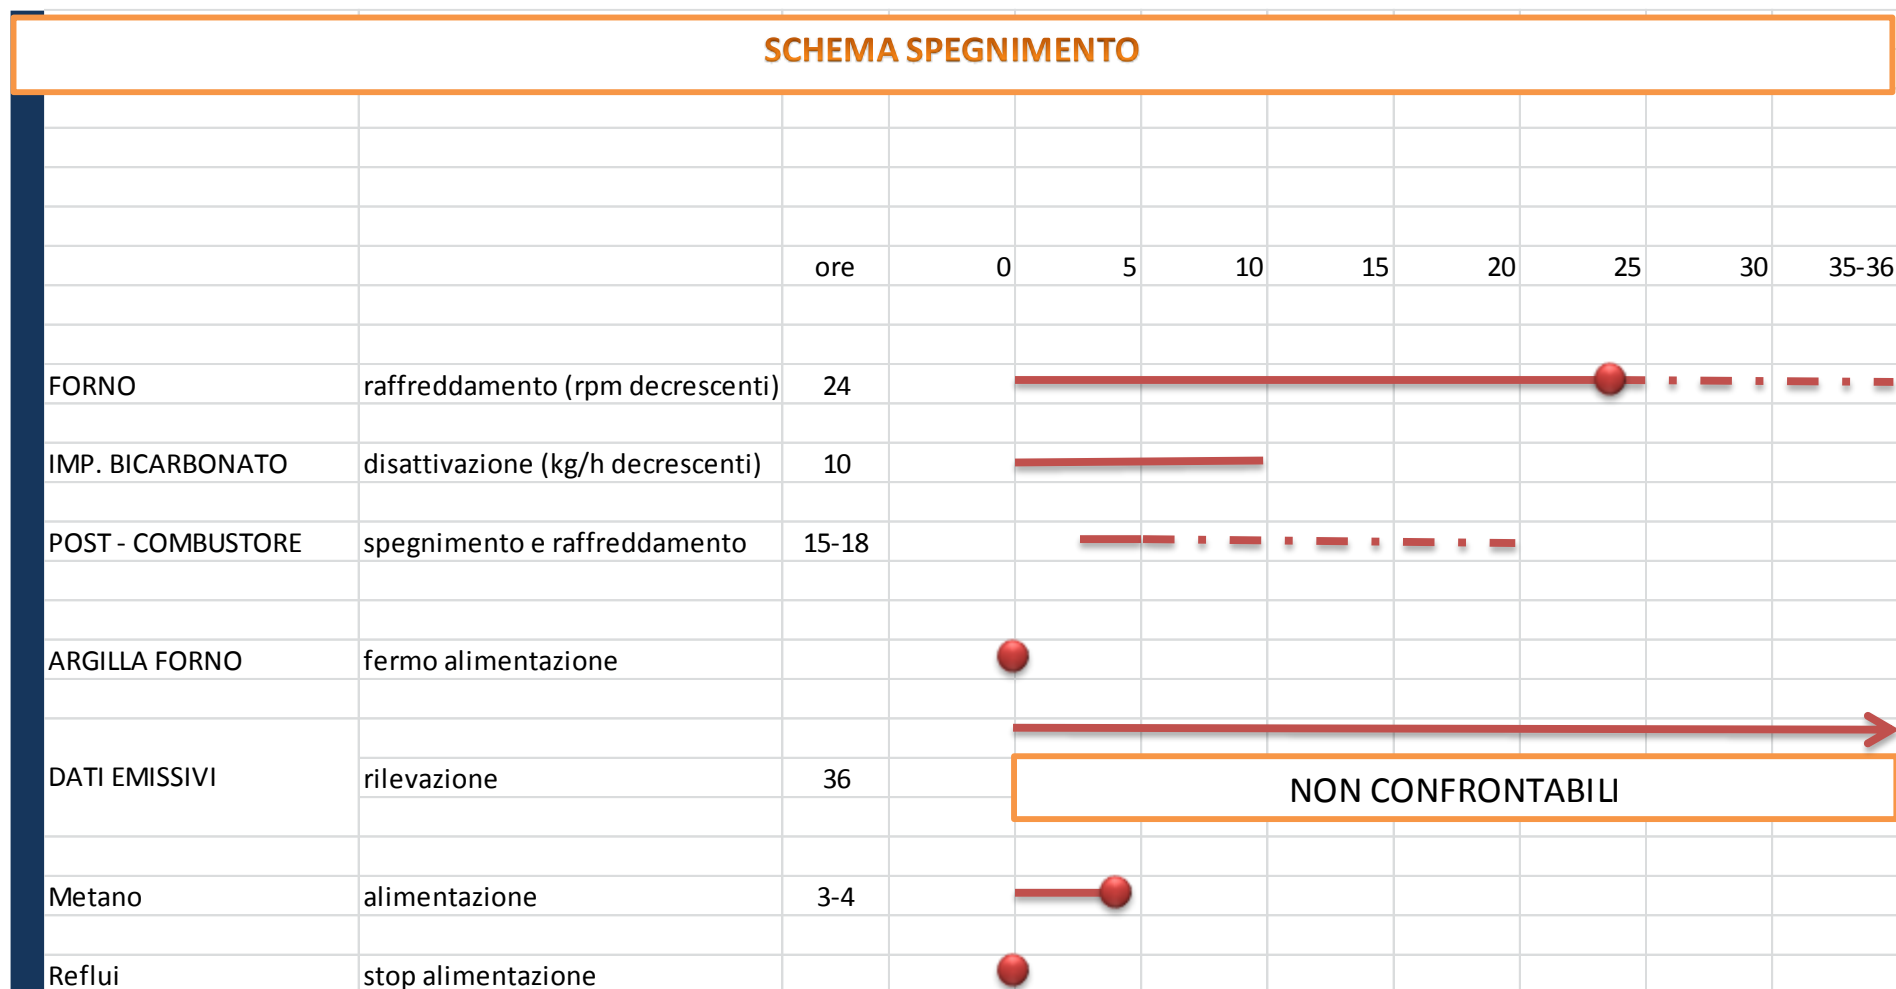 SCHEMA SPEGNIMENTO
ore 0 5 10 15 20 25 30 35-36
FORNO raffreddamento (rpm decrescenti) 24
IMP. BICARBONATO disattivazione (kg/h decrescenti) 10
POST - COMBUSTORE spegnimento e raffreddamento 15-18
ARGILLA FORNO fermo alimentazione
DATI EMISSIVI rilevazione 36 NON CONFRONTABILI
Metano alimentazione 3-4
Reflui stop alimentazione